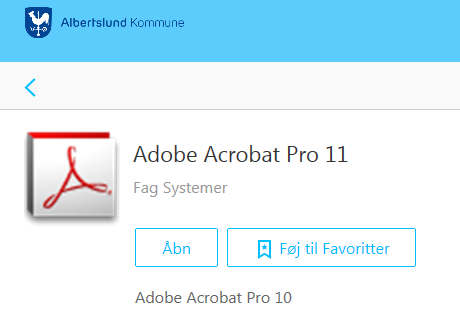 Albertslund Kommune
Adobe Acrobat Pro 11
Fag Systemer
Åbn
Føj til Favoritter
Adobe Acrobat Pro 10